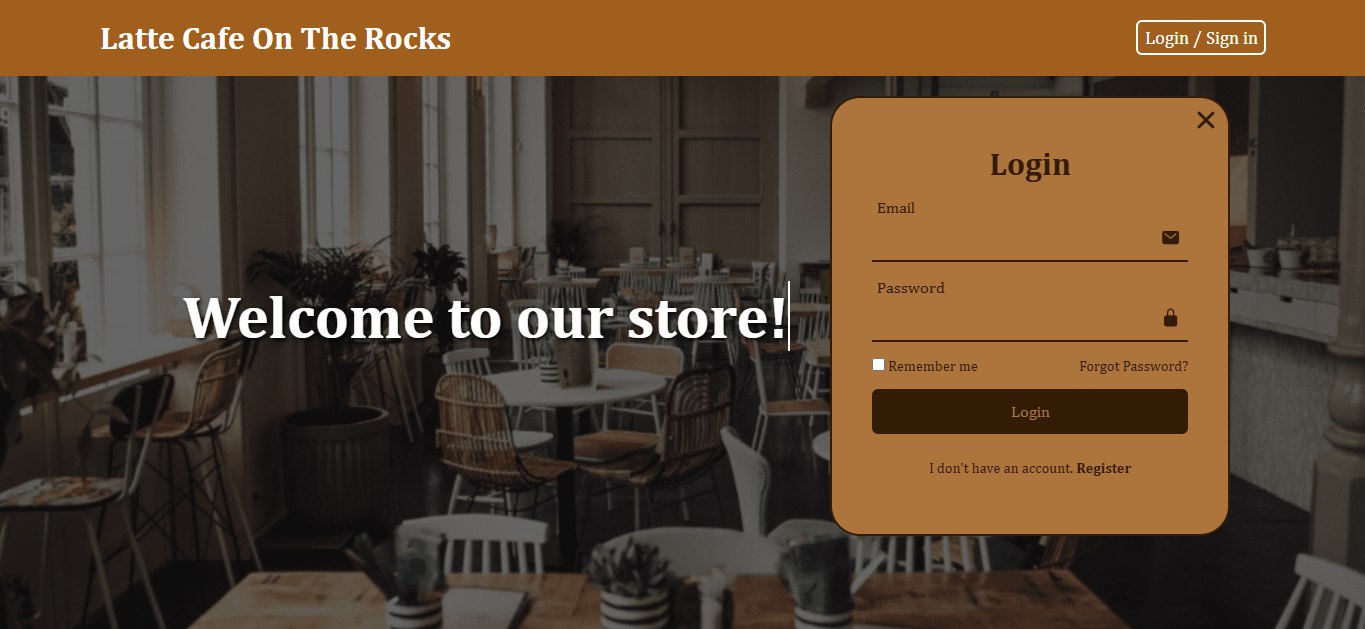 Latte Cafe On The Rocks
Login / Sign in
Welcome to our store!
Login
Email
Password
Remember me
Forgot Password?
Login
I don't have an account. Register